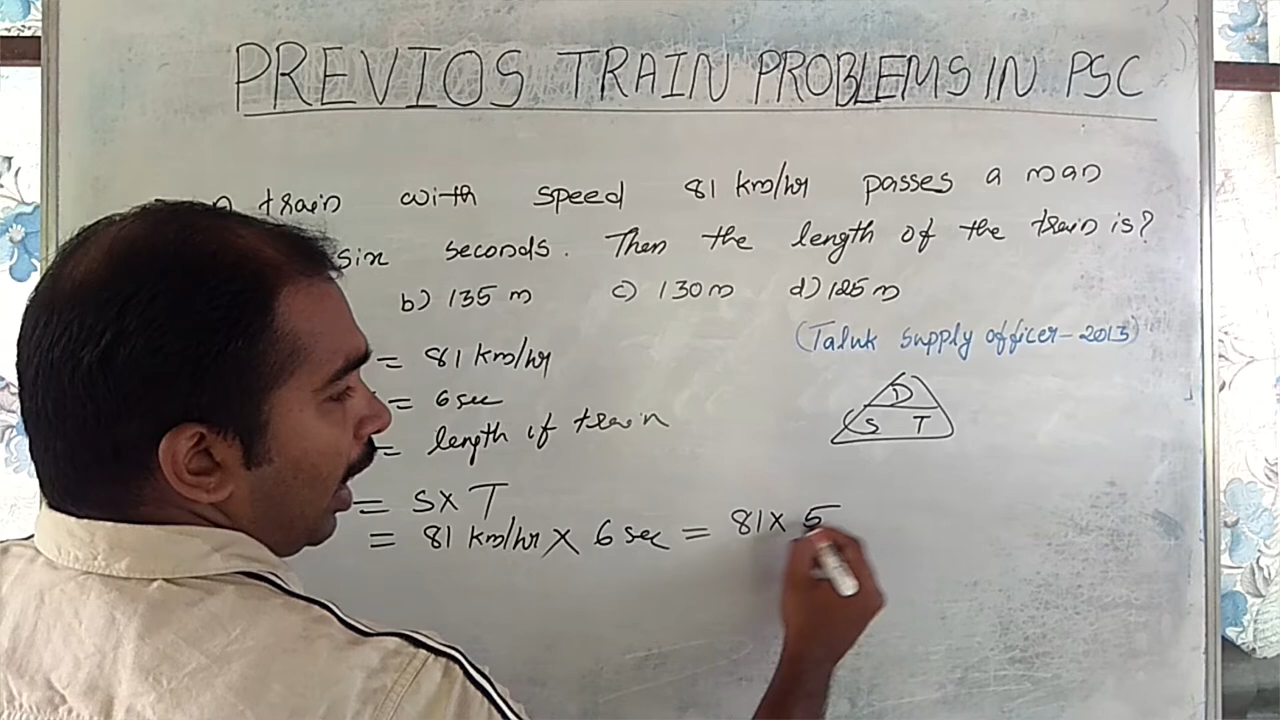 PREVIOS TRAIN PROBLEMS IN PSC
train with speed 81 km/hr passes a man
six seconds. Then the length of the train is?
b) 135 m c) 130 m d) 125 m
(Taluk supply officer-2013)
= 81 km/hr
= 6 sec
= length of train
D
S T
= S X T
= 81 km/hr X 6 sec = 81 X 5